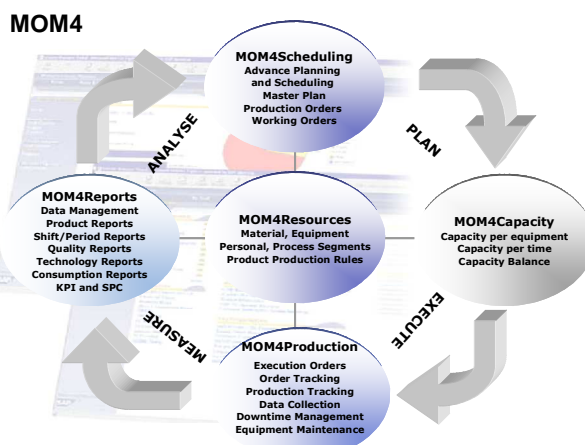 MOM4
MOM4Scheduling
Advance Planning
and Scheduling
Master Plan
Production Orders
Working Orders
ANALYSE
PLAN
MOM4Reports
Data Management
Product Reports
Shift/Period Reports
Quality Reports
Technology Reports
Consumption Reports
KPI and SPC
MOM4Resources
Material, Equipment
Personal, Process Segments
Product Production Rules
MOM4Capacity
Capacity per equipment
Capacity per time
Capacity Balance
MEASURE
EXECUTE
MOM4Production
Execution Orders
Order Tracking
Production Tracking
Data Collection
Downtime Management
Equipment Maintenance